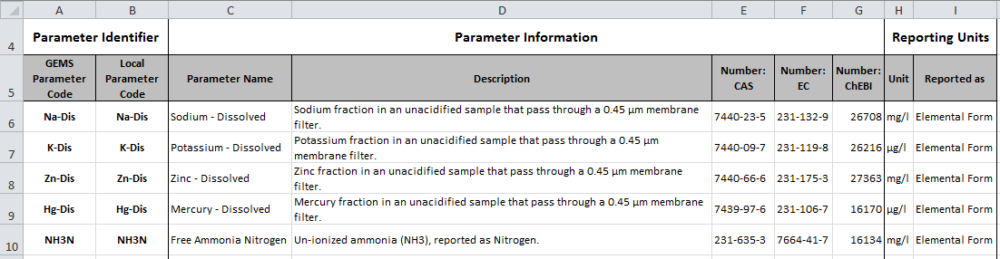 A B C D E F G H I
4 Parameter Identifier Parameter Information Reporting Units
5 GEMS Parameter Code Local Parameter Code Parameter Name Description Number: CAS Number: EC Number: ChEBI Unit Reported as
6 Na-Dis Na-Dis Sodium - Dissolved Sodium fraction in an unacidified sample that pass through a 0.45 µm membrane filter. 7440-23-5 231-132-9 26708 mg/l Elemental Form
7 K-Dis K-Dis Potassium - Dissolved Potassium fraction in an unacidified sample that pass through a 0.45 µm membrane filter. 7440-09-7 231-119-8 26216 µg/l Elemental Form
8 Zn-Dis Zn-Dis Zinc - Dissolved Zinc fraction in an unacidified sample that pass through a 0.45 µm membrane filter. 7440-66-6 231-175-3 27363 mg/l Elemental Form
9 Hg-Dis Hg-Dis Mercury - Dissolved Mercury fraction in an unacidified sample that pass through a 0.45 µm membrane filter. 7439-97-6 231-106-7 16170 µg/l Elemental Form
10 NH3N NH3N Free Ammonia Nitrogen Un-ionized ammonia (NH3), reported as Nitrogen. 231-635-3 7664-41-7 16134 mg/l Elemental Form